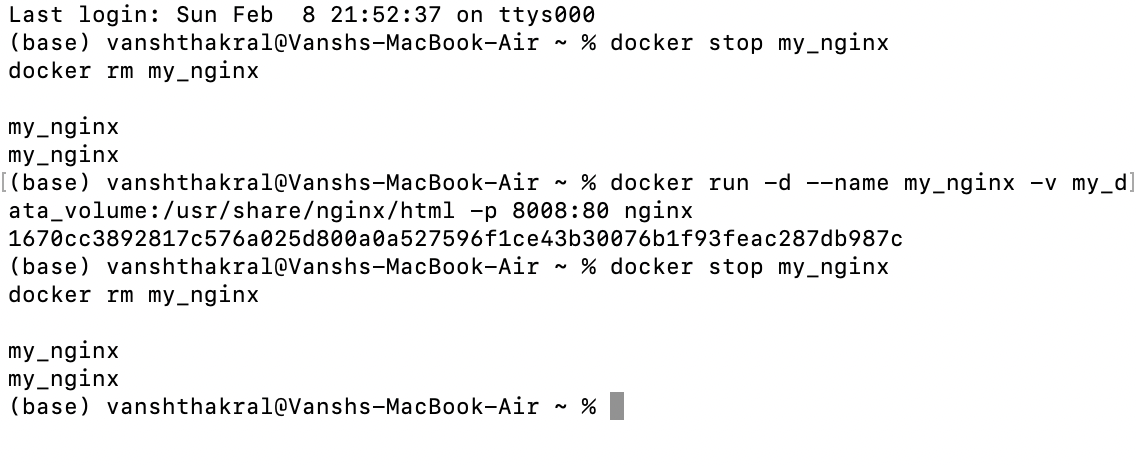 Last login: Sun Feb  8 21:52:37 on ttys000
(base) vanshthakral@Vanshs-MacBook-Air ~ % docker stop my_nginx
docker rm my_nginx
my_nginx
my_nginx
[(base) vanshthakral@Vanshs-MacBook-Air ~ % docker run -d --name my_nginx -v my_d]
ata_volume:/usr/share/nginx/html -p 8008:80 nginx
1670cc3892817c576a025d800a0a527596f1ce43b30076b1f93feac287db987c
(base) vanshthakral@Vanshs-MacBook-Air ~ % docker stop my_nginx
docker rm my_nginx
my_nginx
my_nginx
(base) vanshthakral@Vanshs-MacBook-Air ~ %